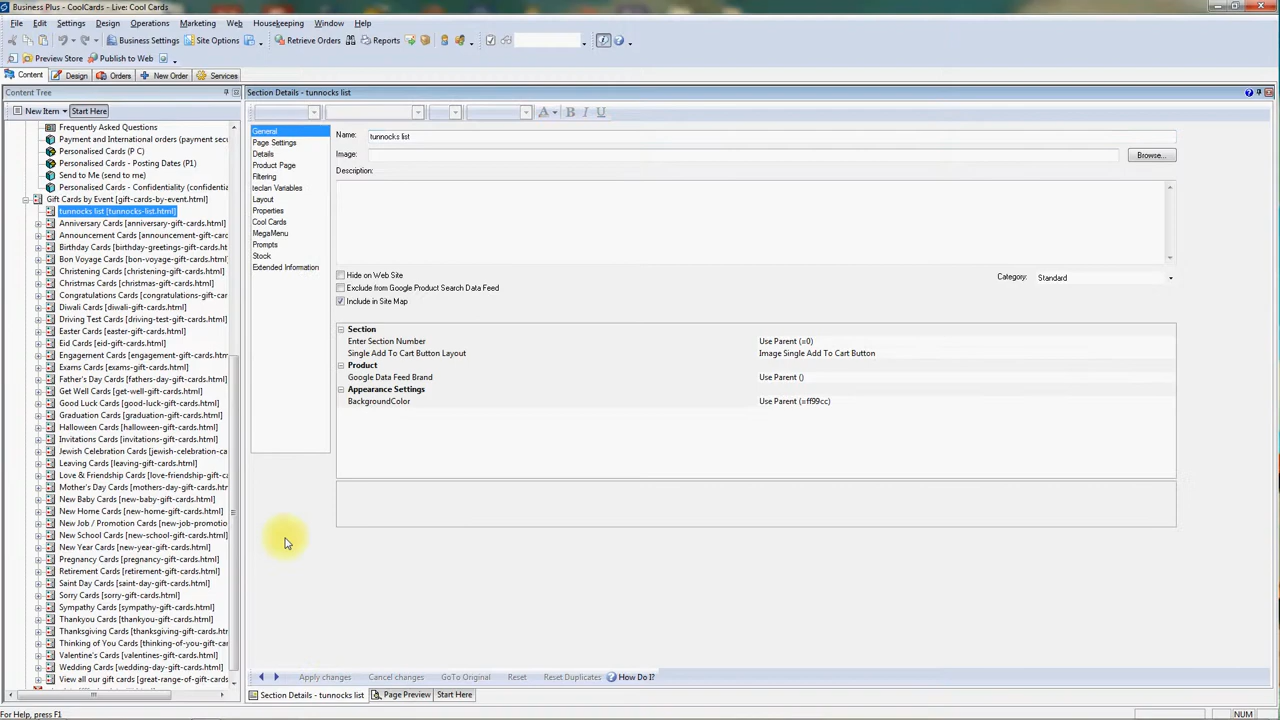 Business Plus - CoolCards - Live: Cool Cards
File Edit Settings Design Operations Marketing Web Housekeeping Window Help
Business Settings Site Options Retrieve Orders Reports
Preview Store Publish to Web
Content Design Orders New Order Services
Content Tree
Section Details - tunnocks list
New Item Start Here
Frequently Asked Questions
Payment and International orders (payment sec
Personalised Cards (P C)
Personalised Cards - Posting Dates (P1)
Send to Me (send to me)
Personalised Cards - Confidentiality (confidentia
Gift Cards by Event [gift-cards-by-event.html]
tunnocks list [tunnocks-list.html]
Anniversary Cards [anniversary-gift-cards.html]
Announcement Cards [announcement-gift-cards.
Birthday Cards [birthday-greetings-gift-cards.htm
Bon Voyage Cards [bon-voyage-gift-cards.html]
Christening Cards [christening-gift-cards.html]
Christmas Cards [christmas-gift-cards.html]
Congratulations Cards [congratulations-gift-cards
Diwali Cards [diwali-gift-cards.html]
Driving Test Cards [driving-test-gift-cards.html]
Easter Cards [easter-gift-cards.html]
Eid Cards [eid-gift-cards.html]
Engagement Cards [engagement-gift-cards.html]
Exams Cards [exams-gift-cards.html]
Father's Day Cards [fathers-day-gift-cards.html]
Get Well Cards [get-well-gift-cards.html]
Good Luck Cards [good-luck-gift-cards.html]
Graduation Cards [graduation-gift-cards.html]
Halloween Cards [halloween-gift-cards.html]
Invitations Cards [invitations-gift-cards.html]
Jewish Celebration Cards [jewish-celebration-ca
Leaving Cards [leaving-gift-cards.html]
Love & Friendship Cards [love-friendship-gift-car
Mother's Day Cards [mothers-day-gift-cards.html
New Baby Cards [new-baby-gift-cards.html]
New Home Cards [new-home-gift-cards.html]
New Job / Promotion Cards [new-job-promotion
New School Cards [new-school-gift-cards.html]
New Year Cards [new-year-gift-cards.html]
Pregnancy Cards [pregnancy-gift-cards.html]
Retirement Cards [retirement-gift-cards.html]
Saint Day Cards [saint-day-gift-cards.html]
Sorry Cards [sorry-gift-cards.html]
Sympathy Cards [sympathy-gift-cards.html]
Thankyou Cards [thankyou-gift-cards.html]
Thanksgiving Cards [thanksgiving-gift-cards.html
Thinking of You Cards [thinking-of-you-gift-cards
Valentine's Cards [valentines-gift-cards.html]
Wedding Cards [wedding-day-gift-cards.html]
View all our gift cards [great-range-of-gift-cards
A B I U
General
Page Settings
Details
Product Page
Filtering
teclan Variables
Layout
Properties
Cool Cards
MegaMenu
Prompts
Stock
Extended Information
Name: tunnocks list
Image: Browse...
Description:
Hide on Web Site
Category: Standard
Exclude from Google Product Search Data Feed
Include in Site Map
Section
Enter Section Number Use Parent (=0)
Single Add To Cart Button Layout Image Single Add To Cart Button
Product
Google Data Feed Brand Use Parent ()
Appearance Settings
BackgroundColor Use Parent (=ff99cc)
Apply changes Cancel changes GoTo Original Reset Reset Duplicates How Do I?
Section Details - tunnocks list Page Preview Start Here
For Help, press F1
NUM